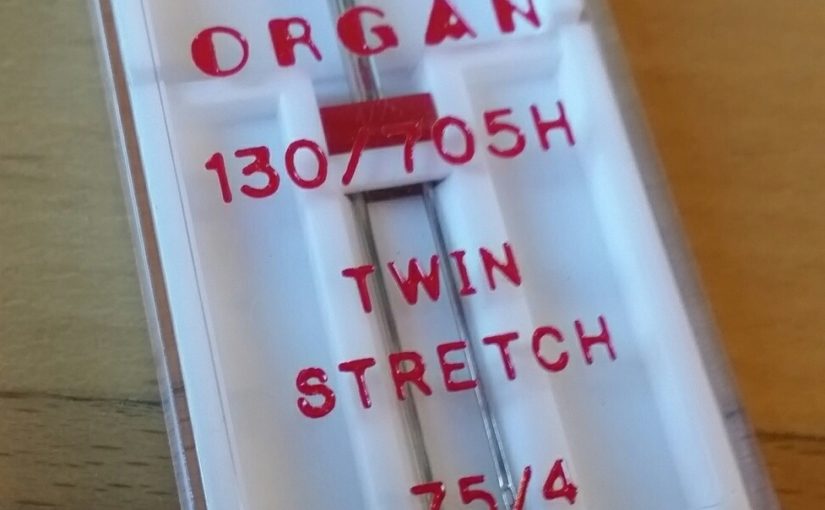 ORGAN
130/705H
TWIN
STRETCH
75/4